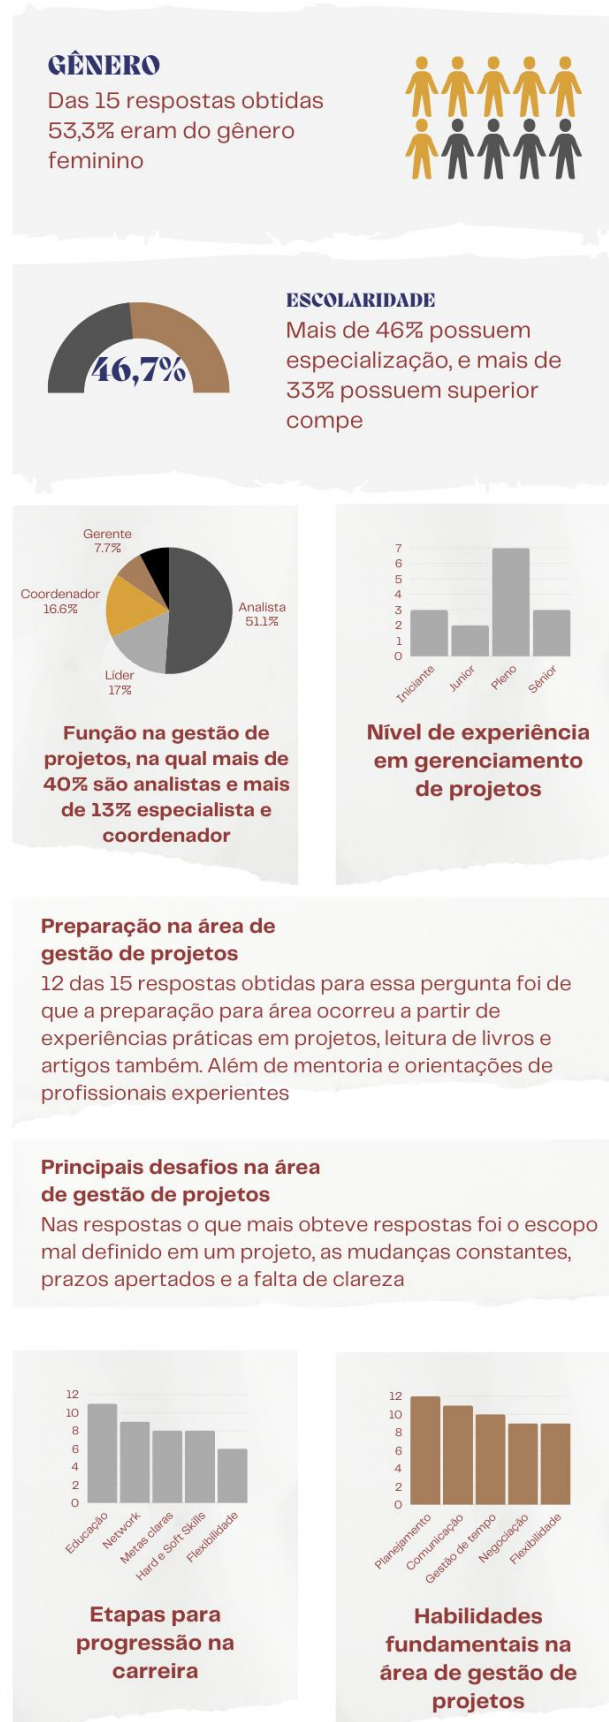 GÊNERO
Das 15 respostas obtidas
53,3% eram do gênero
feminino
46,7%
ESCOLARIDADE
Mais de 46% possuem
especialização, e mais de
33% possuem superior
compe
Gerente
7.7%
Coordenador
16.6%
Analista
51.1%
Líder
17%
Função na gestão de
projetos, na qual mais de
40% são analistas e mais
de 13% especialista e
coordenador
7
6
5
4
3
2
1
0
Iniciante
Junior
Pleno
Sênior
Nível de experiência
em gerenciamento
de projetos
Preparação na área de
gestão de projetos
12 das 15 respostas obtidas para essa pergunta foi de
que a preparação para área ocorreu a partir de
experiências práticas em projetos, leitura de livros e
artigos também. Além de mentoria e orientações de
profissionais experientes
Principais desafios na área
de gestão de projetos
Nas respostas o que mais obteve respostas foi o escopo
mal definido em um projeto, as mudanças constantes,
prazos apertados e a falta de clareza
12
10
8
6
4
2
0
Educação
Network
Metas claras
Hard e Soft Skills
Flexibilidade
Etapas para
progressão na
carreira
12
10
8
6
4
2
0
Planejamento
Comunicação
Gestão de tempo
Negociação
Flexibilidade
Habilidades
fundamentais na
área de gestão de
projetos